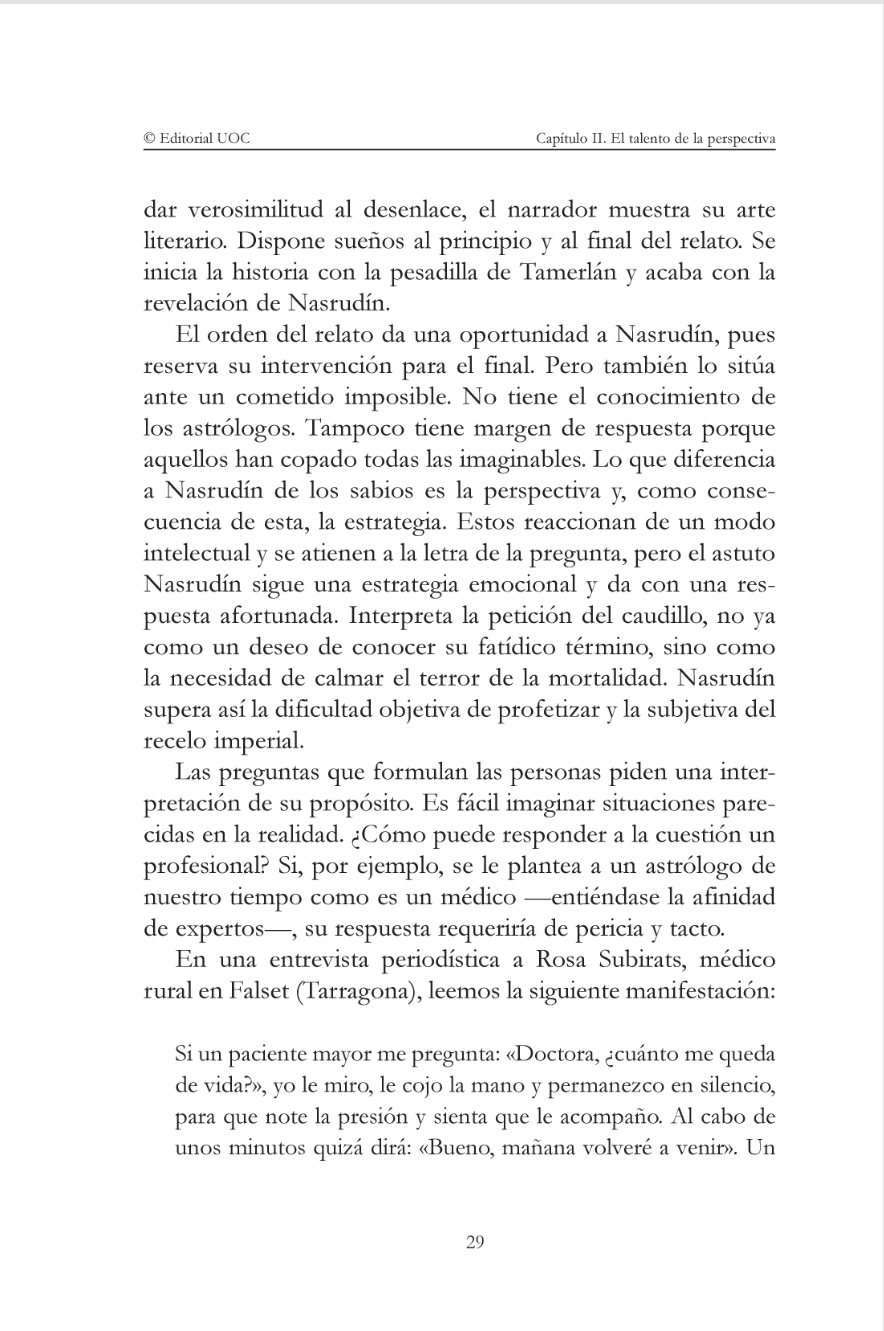 © Editorial UOC
Capítulo II. El talento de la perspectiva
dar verosimilitud al desenlace, el narrador muestra su arte
literario. Dispone sueños al principio y al final del relato. Se
inicia la historia con la pesadilla de Tamerlán y acaba con la
revelación de Nasrudín.
El orden del relato da una oportunidad a Nasrudín, pues
reserva su intervención para el final. Pero también lo sitúa
ante un cometido imposible. No tiene el conocimiento de
los astrólogos. Tampoco tiene margen de respuesta porque
aquellos han copado todas las imaginables. Lo que diferencia
a Nasrudín de los sabios es la perspectiva y, como conse-
cuencia de esta, la estrategia. Estos reaccionan de un modo
intelectual y se atienen a la letra de la pregunta, pero el astuto
Nasrudín sigue una estrategia emocional y da con una res-
puesta afortunada. Interpreta la petición del caudillo, no ya
como un deseo de conocer su fatídico término, sino como
la necesidad de calmar el terror de la mortalidad. Nasrudín
supera así la dificultad objetiva de profetizar y la subjetiva del
recelo imperial.
Las preguntas que formulan las personas piden una inter-
pretación de su propósito. Es fácil imaginar situaciones pare-
cidas en la realidad. ¿Cómo puede responder a la cuestión un
profesional? Si, por ejemplo, se le plantea a un astrólogo de
nuestro tiempo como es un médico —entiéndase la afinidad
de expertos—, su respuesta requeriría de pericia y tacto.
En una entrevista periodística a Rosa Subirats, médico
rural en Falset (Tarragona), leemos la siguiente manifestación:
Si un paciente mayor me pregunta: «Doctora, ¿cuánto me queda
de vida?», yo le miro, le cojo la mano y permanezco en silencio,
para que note la presión y sienta que le acompaño. Al cabo de
unos minutos quizá dirá: «Bueno, mañana volveré a venir». Un
29